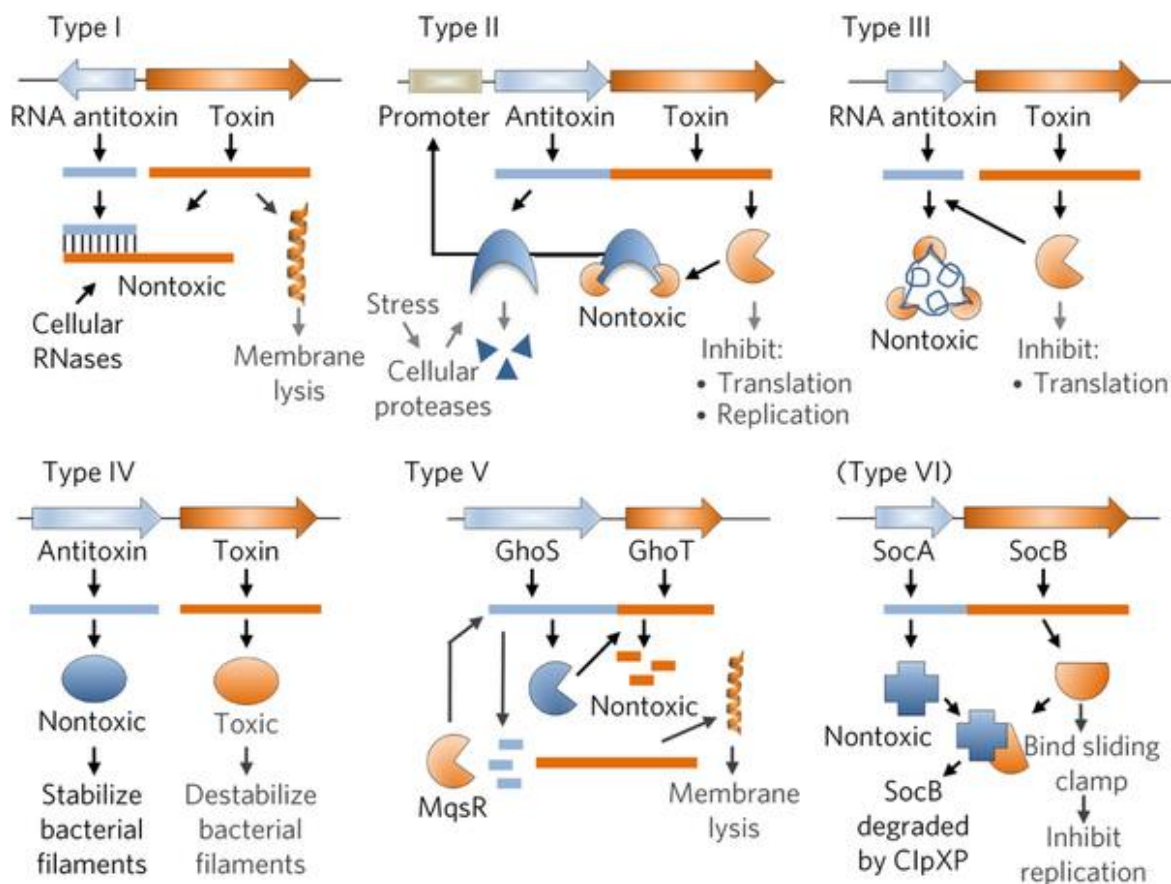 Type I
RNA antitoxin
Toxin
Nontoxic
Cellular
RNases
Membrane
lysis
Type II
Promoter
Antitoxin
Toxin
Stress
Cellular
proteases
Nontoxic
Inhibit:
• Translation
• Replication
Type III
RNA antitoxin
Toxin
Nontoxic
Inhibit:
• Translation
Type IV
Antitoxin
Toxin
Nontoxic
Toxic
Stabilize
bacterial
filaments
Destabilize
bacterial
filaments
Type V
GhoS
GhoT
Nontoxic
MqsR
Membrane
lysis
(Type VI)
SocA
SocB
Nontoxic
SocB
degraded
by ClpXP
Bind sliding
clamp
Inhibit
replication